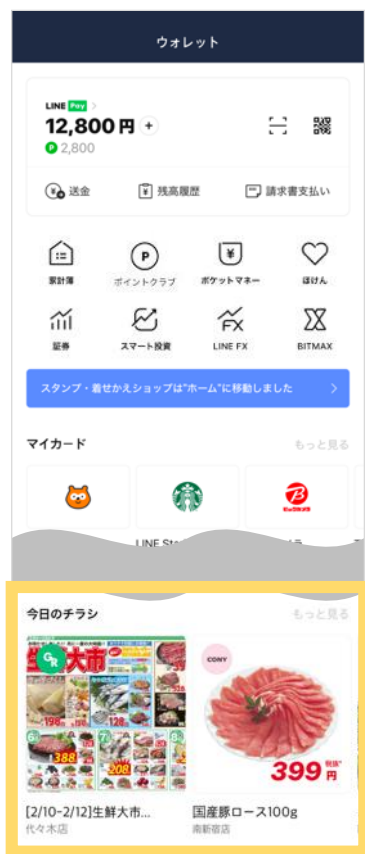 ウォレット
LINE Pay >
12,800 円 +
P 2,800
送金 残高履歴 請求書支払い
家計簿 ポイントクラブ ポケットマネー ほけん
証券 スマート投資 LINE FX BITMAX
スタンプ・着せかえショップは"ホーム"に移動しました >
マイカード もっと見る
今日のチラシ もっと見る
GR 大市
CONY
198
128
388
208
399円
[2/10-2/12]生鮮大市... 国産豚ロース100g
代々木店 南新宿店